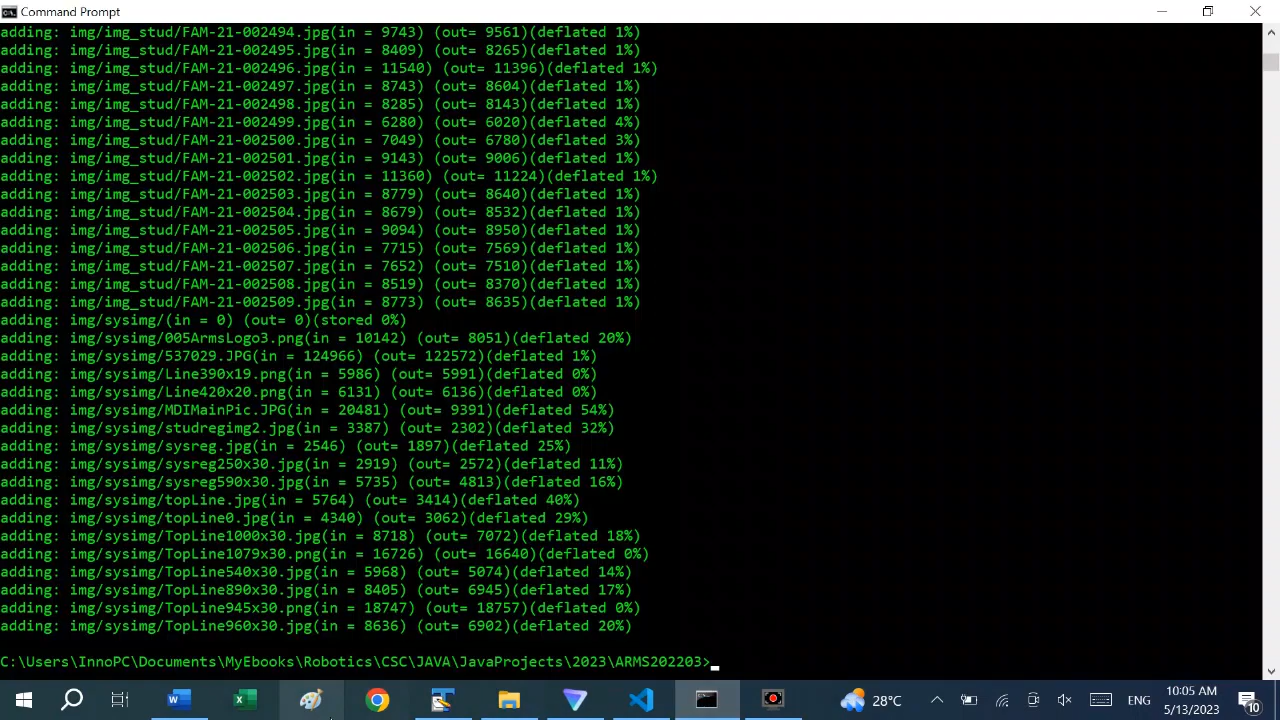 Command Prompt
adding: img/img_stud/FAM-21-002494.jpg(in = 9743) (out= 9561)(deflated 1%)
adding: img/img_stud/FAM-21-002495.jpg(in = 8409) (out= 8265)(deflated 1%)
adding: img/img_stud/FAM-21-002496.jpg(in = 11540) (out= 11396)(deflated 1%)
adding: img/img_stud/FAM-21-002497.jpg(in = 8743) (out= 8604)(deflated 1%)
adding: img/img_stud/FAM-21-002498.jpg(in = 8285) (out= 8143)(deflated 1%)
adding: img/img_stud/FAM-21-002499.jpg(in = 6280) (out= 6020)(deflated 4%)
adding: img/img_stud/FAM-21-002500.jpg(in = 7049) (out= 6780)(deflated 3%)
adding: img/img_stud/FAM-21-002501.jpg(in = 9143) (out= 9006)(deflated 1%)
adding: img/img_stud/FAM-21-002502.jpg(in = 11360) (out= 11224)(deflated 1%)
adding: img/img_stud/FAM-21-002503.jpg(in = 8779) (out= 8640)(deflated 1%)
adding: img/img_stud/FAM-21-002504.jpg(in = 8679) (out= 8532)(deflated 1%)
adding: img/img_stud/FAM-21-002505.jpg(in = 9094) (out= 8950)(deflated 1%)
adding: img/img_stud/FAM-21-002506.jpg(in = 7715) (out= 7569)(deflated 1%)
adding: img/img_stud/FAM-21-002507.jpg(in = 7652) (out= 7510)(deflated 1%)
adding: img/img_stud/FAM-21-002508.jpg(in = 8519) (out= 8370)(deflated 1%)
adding: img/img_stud/FAM-21-002509.jpg(in = 8773) (out= 8635)(deflated 1%)
adding: img/sysimg/(in = 0) (out= 0)(stored 0%)
adding: img/sysimg/005ArmsLogo3.png(in = 10142) (out= 8051)(deflated 20%)
adding: img/sysimg/537029.JPG(in = 124966) (out= 122572)(deflated 1%)
adding: img/sysimg/Line390x19.png(in = 5986) (out= 5991)(deflated 0%)
adding: img/sysimg/Line420x20.png(in = 6131) (out= 6136)(deflated 0%)
adding: img/sysimg/MDIMainPic.JPG(in = 20481) (out= 9391)(deflated 54%)
adding: img/sysimg/studregimg2.jpg(in = 3387) (out= 2302)(deflated 32%)
adding: img/sysimg/sysreg.jpg(in = 2546) (out= 1897)(deflated 25%)
adding: img/sysimg/sysreg250x30.jpg(in = 2919) (out= 2572)(deflated 11%)
adding: img/sysimg/sysreg590x30.jpg(in = 5735) (out= 4813)(deflated 16%)
adding: img/sysimg/topLine.jpg(in = 5764) (out= 3414)(deflated 40%)
adding: img/sysimg/topLine0.jpg(in = 4340) (out= 3062)(deflated 29%)
adding: img/sysimg/TopLine1000x30.jpg(in = 8718) (out= 7072)(deflated 18%)
adding: img/sysimg/TopLine1079x30.png(in = 16726) (out= 16640)(deflated 0%)
adding: img/sysimg/TopLine540x30.jpg(in = 5968) (out= 5074)(deflated 14%)
adding: img/sysimg/TopLine890x30.jpg(in = 8405) (out= 6945)(deflated 17%)
adding: img/sysimg/TopLine945x30.png(in = 18747) (out= 18757)(deflated 0%)
adding: img/sysimg/TopLine960x30.jpg(in = 8636) (out= 6902)(deflated 20%)
C:\Users\InnoPC\Documents\MyEbooks\Robotics\CSC\JAVA\JavaProjects\2023\ARMS202203>
28°C
ENG
10:05 AM
5/13/2023
10